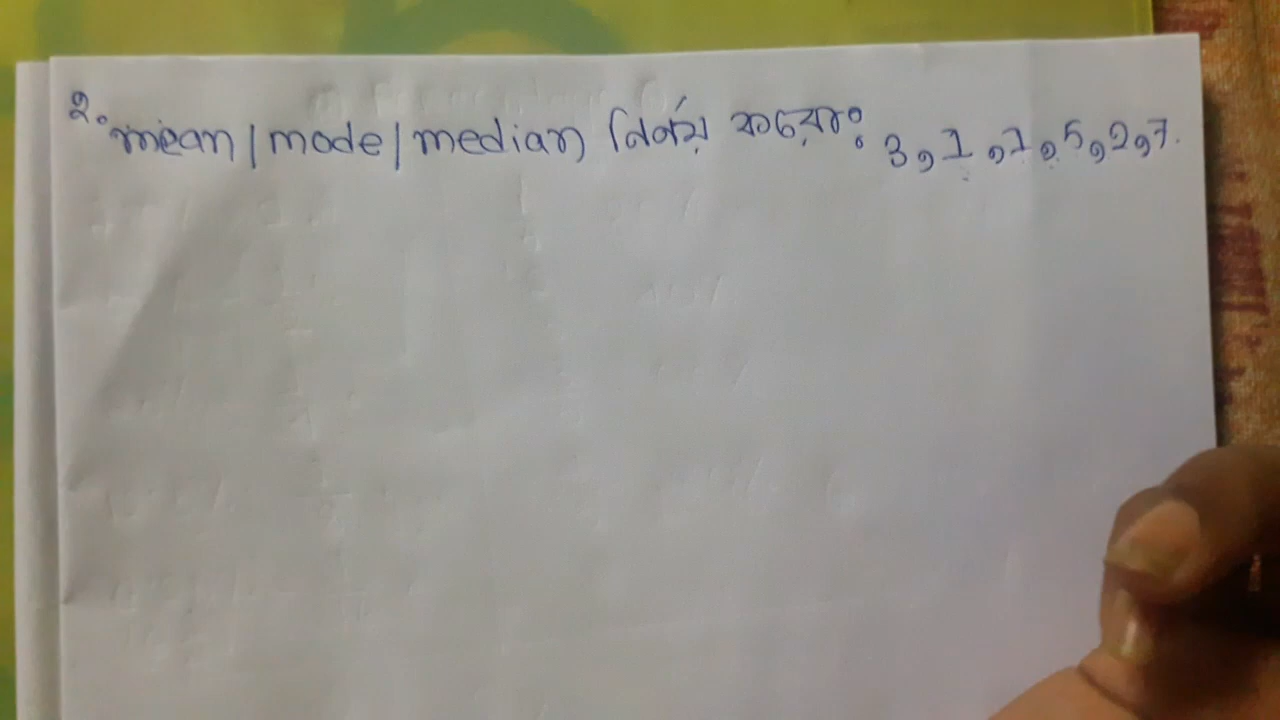 ২. mean/mode/median নির্ণয় করোঃ 3,1,1,5,2,7.